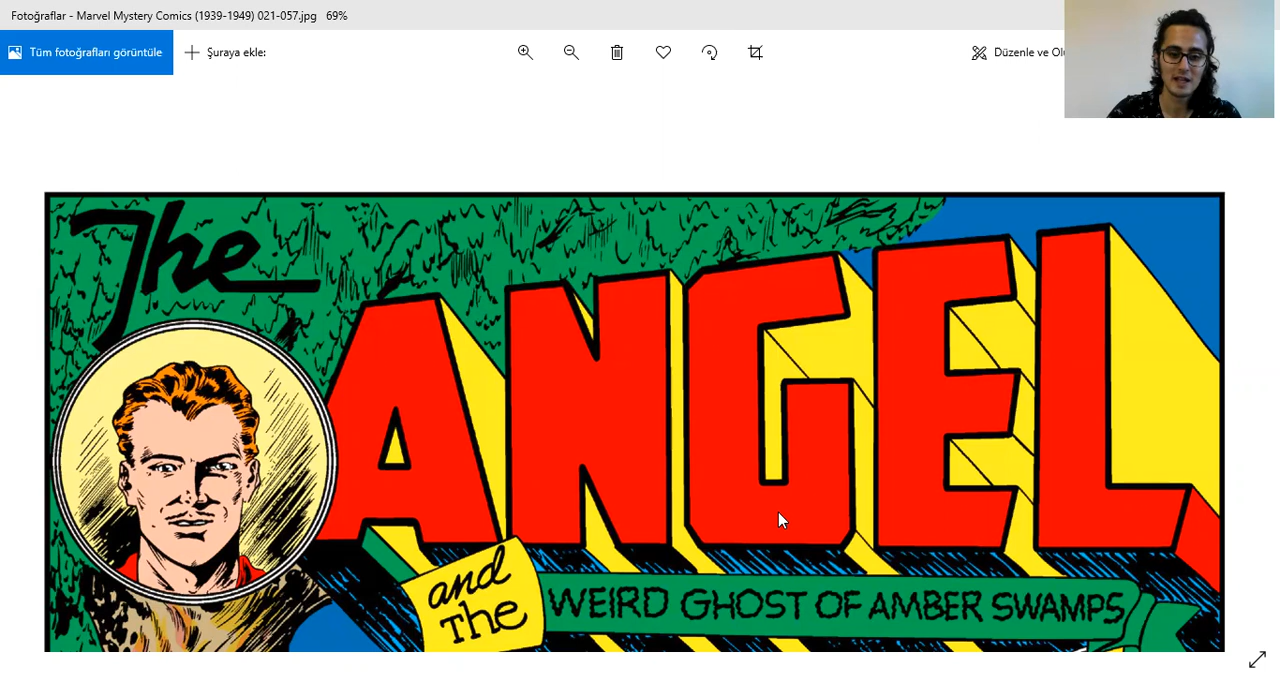 Fotoğraflar - Marvel Mystery Comics (1939-1949) 021-057.jpg 69%
Tüm fotoğrafları görüntüle
Şuraya ekle:
Düzenle ve
The
ANGEL
and
The
WEIRD GHOST OF AMBER SWAMPS